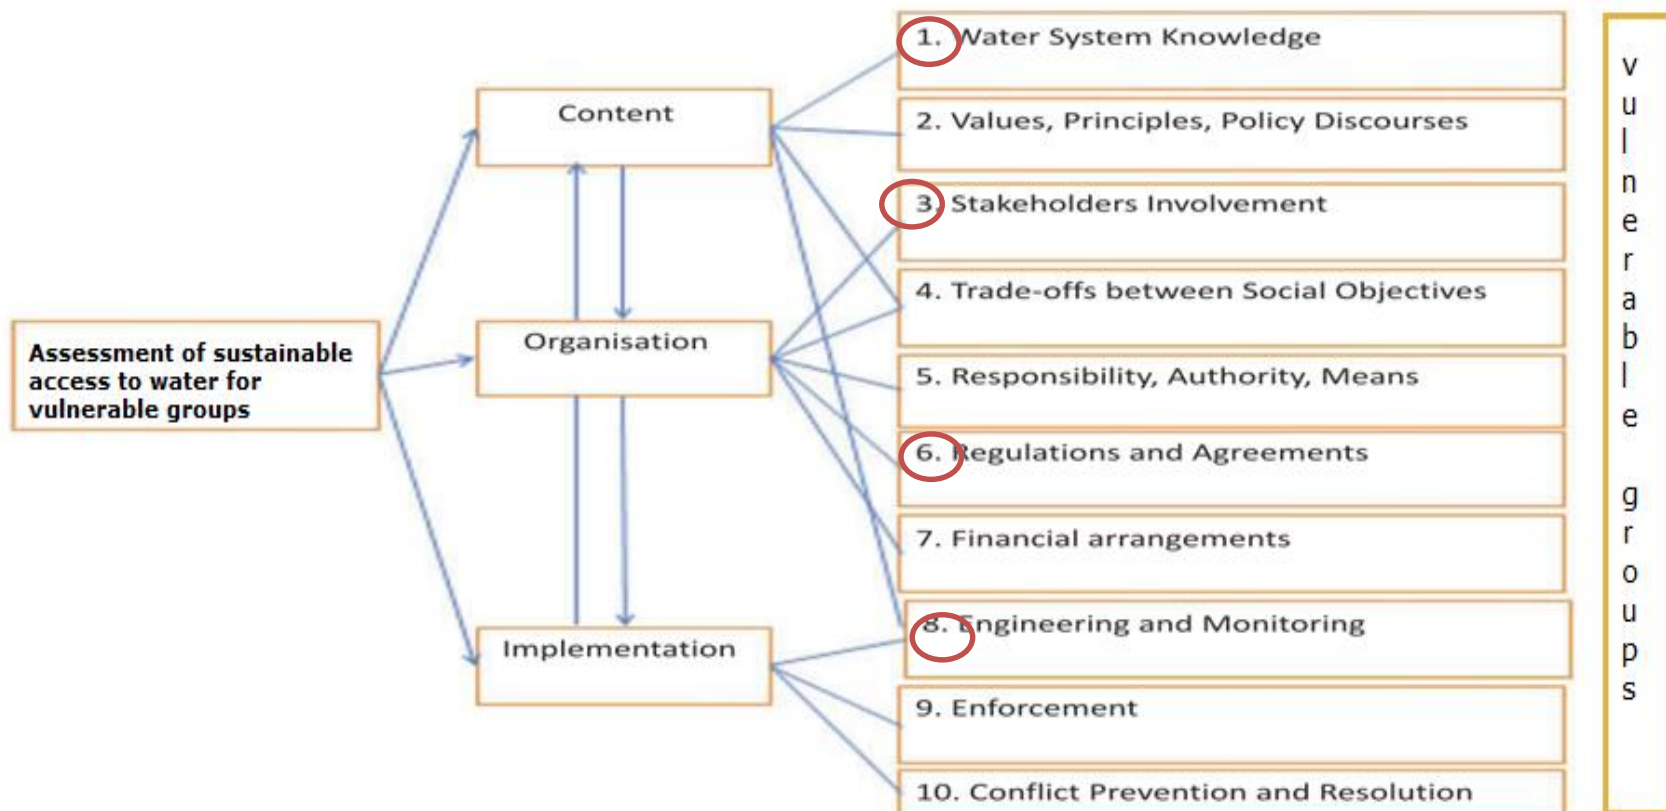 Assessment of sustainable
access to water for
vulnerable groups
Content
Organisation
Implementation
1. Water System Knowledge
2. Values, Principles, Policy Discourses
3. Stakeholders Involvement
4. Trade-offs between Social Objectives
5. Responsibility, Authority, Means
6. Regulations and Agreements
7. Financial arrangements
8. Engineering and Monitoring
9. Enforcement
10. Conflict Prevention and Resolution
vulnerable groups